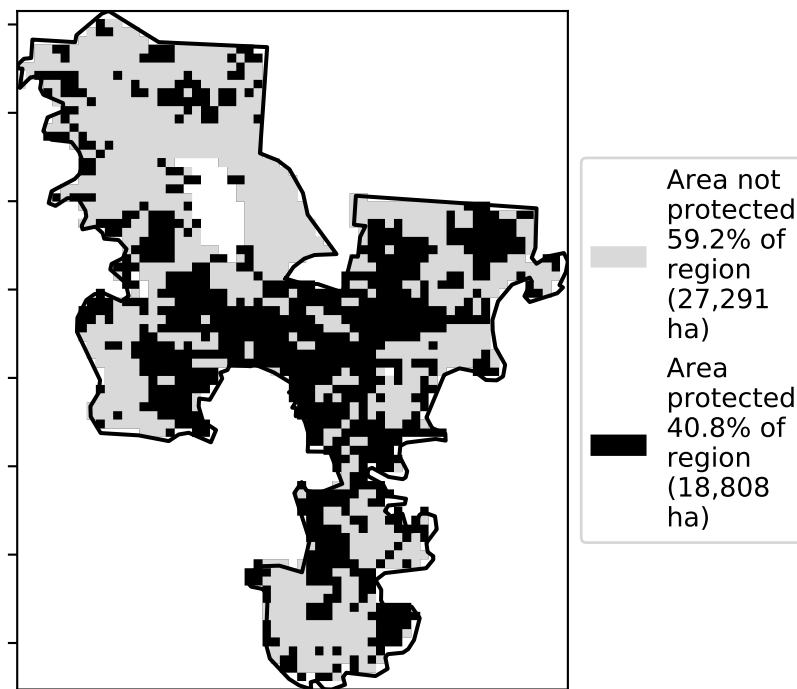 Area not
protected
59.2% of
region
(27,291
ha)
Area
protected
40.8% of
region
(18,808
ha)